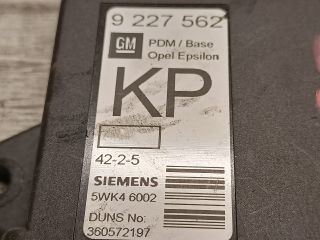 9 227 562
GM
PDM / Base
Opel Epsilon
KP
42-2-5
SIEMENS
5WK4 6002
DUNS No:
360572197